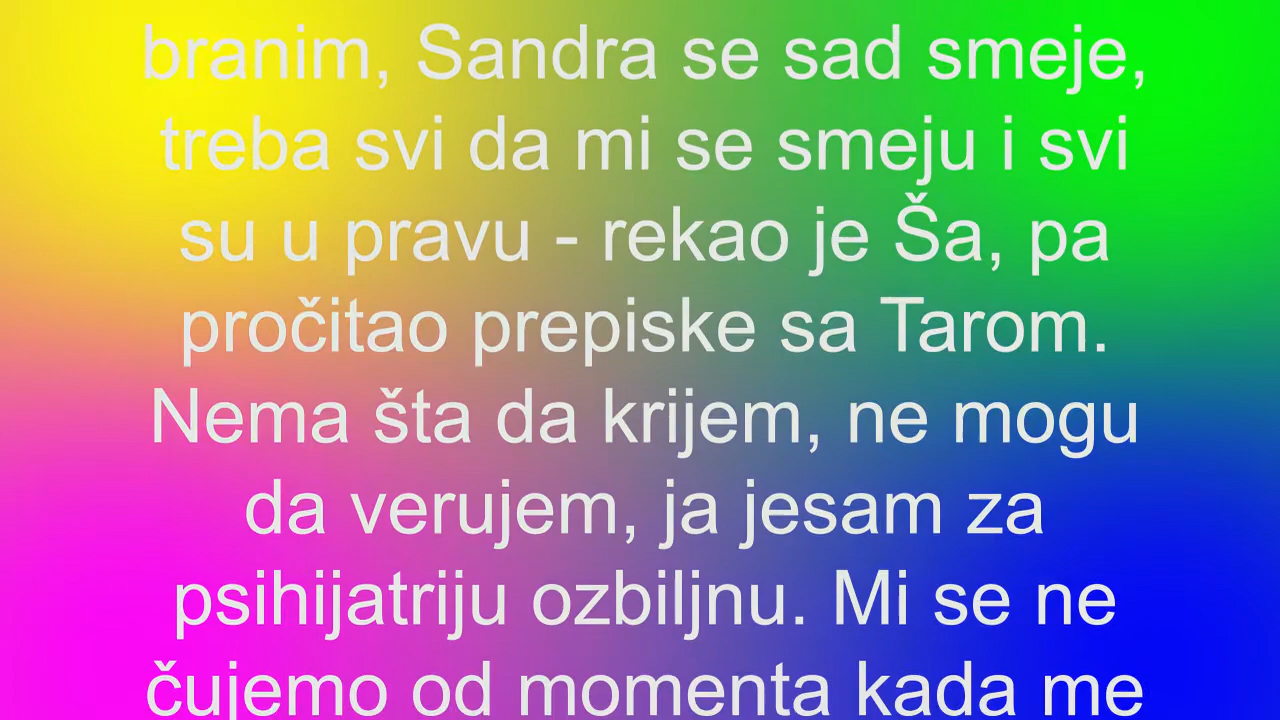 branim, Sandra se sad smeje,
treba svi da mi se smeju i svi
su u pravu - rekao je Ša, pa
pročitao prepiske sa Tarom.
Nema šta da krijem, ne mogu
da verujem, ja jesam za
psihijatriju ozbiljnu. Mi se ne
čujemo od momenta kada me